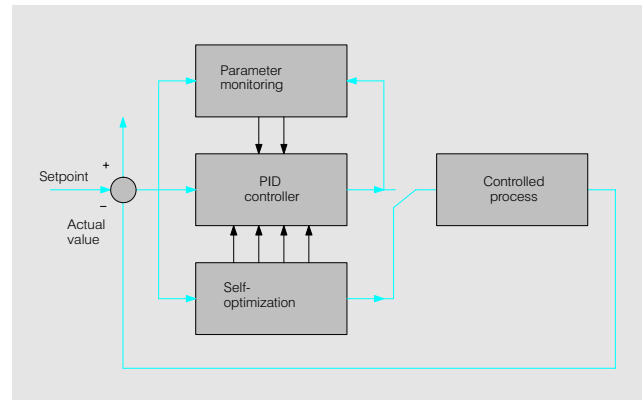 Parameter
monitoring
+
Setpoint
PID
controller
Controlled
process
−
Actual
value
Self-
optimization